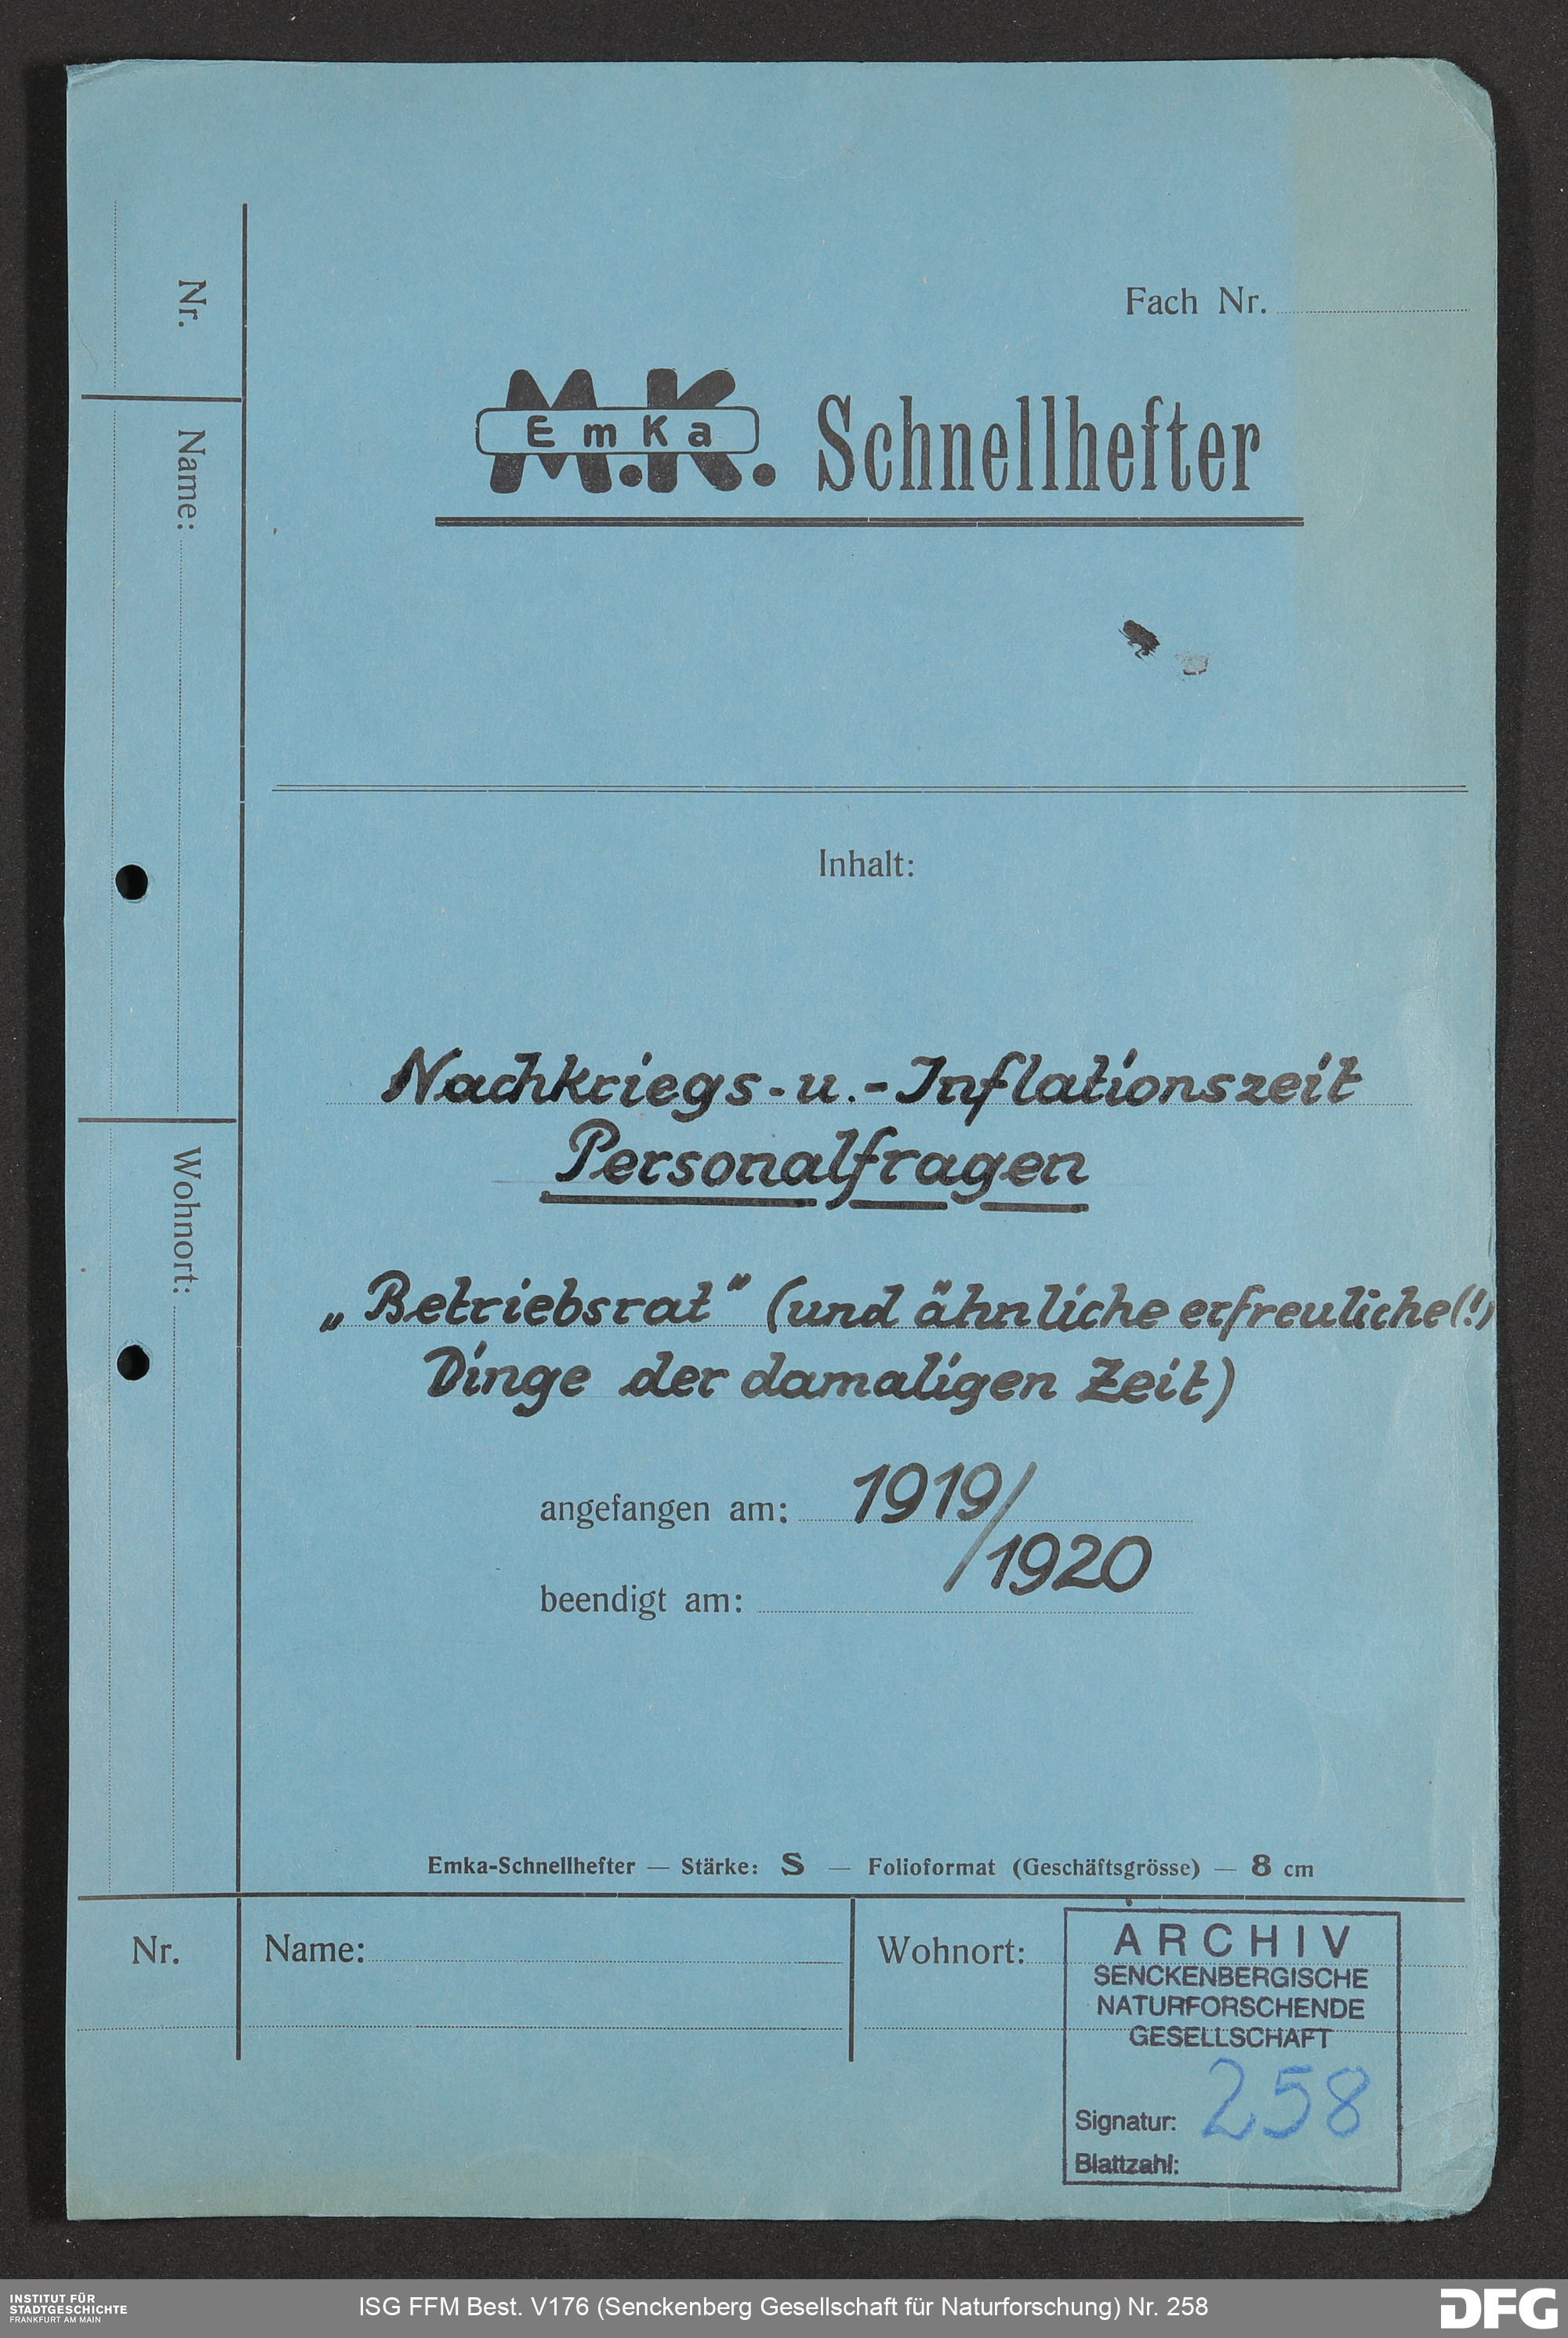 Fach Nr.
M.K.
EmKa
Schnellhefter
Inhalt:
Nachkriegs-u.-Inflationszeit
Personalfragen
„Betriebsrat" (und ähnliche erfreuliche(!)
Dinge der damaligen Zeit)
angefangen am: 1919/
beendigt am: /1920
Emka-Schnellhefter — Stärke: S — Folioformat (Geschäftsgrösse) — 8 cm
Nr.
Name:
Wohnort:
Nr.
Name:
Wohnort:
ARCHIV
SENCKENBERGISCHE
NATURFORSCHENDE
GESELLSCHAFT
Signatur: 258
Blattzahl:
INSTITUT FÜR
STADTGESCHICHTE
FRANKFURT AM MAIN
ISG FFM Best. V176 (Senckenberg Gesellschaft für Naturforschung) Nr. 258
DFG